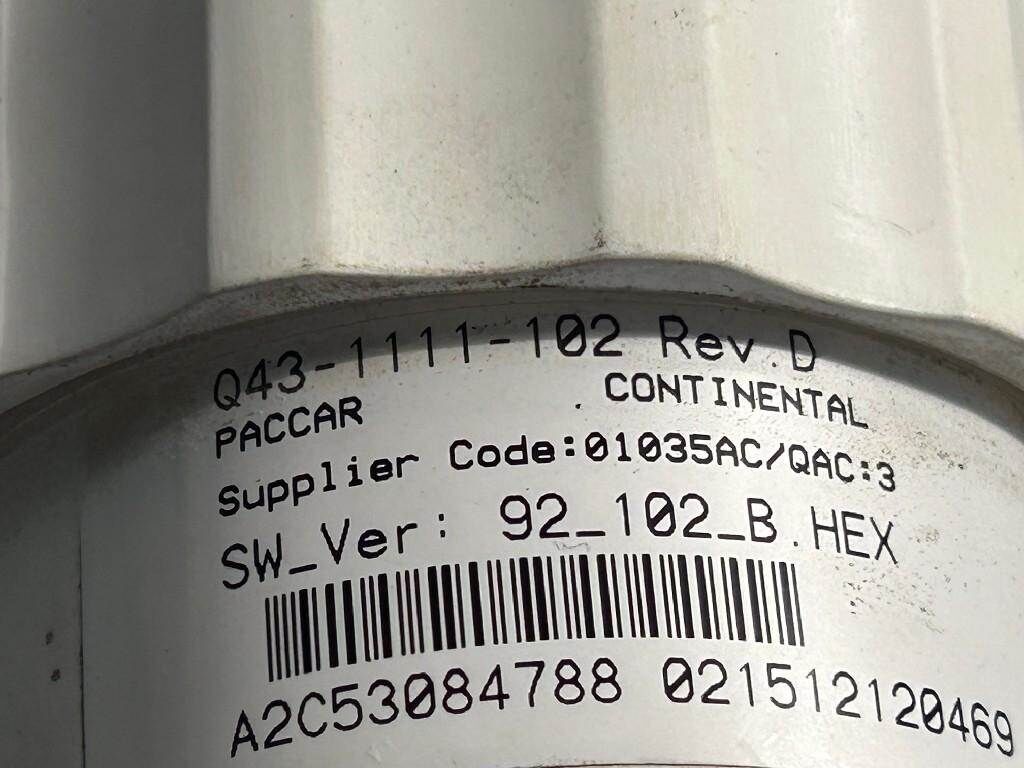 Q43-1111-102 Rev.D
PACCAR CONTINENTAL
Supplier Code:01035AC/QAC:3
SW_Ver: 92_102_B.HEX
A2C53084788 021512120469